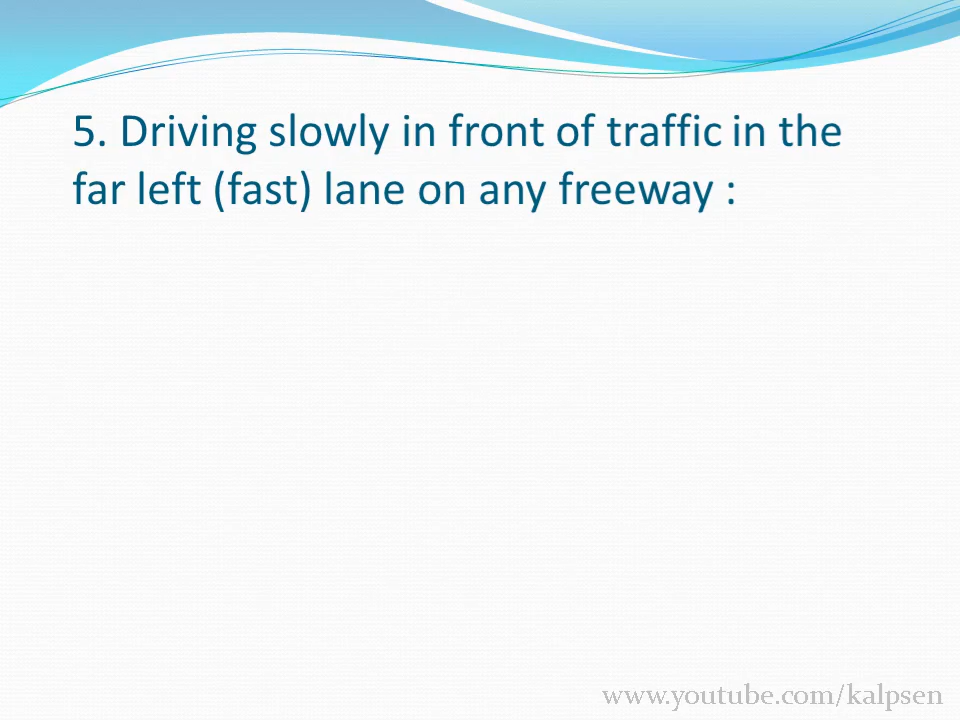 5. Driving slowly in front of traffic in the
far left (fast) lane on any freeway :
www.youtube.com/kalpsen